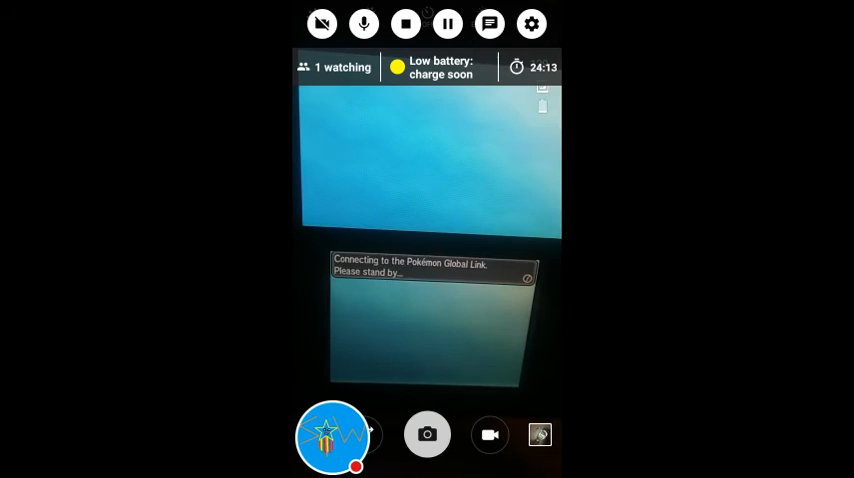 1 watching
Low battery:
charge soon
24:13
Connecting to the Pokémon Global Link.
Please stand by...